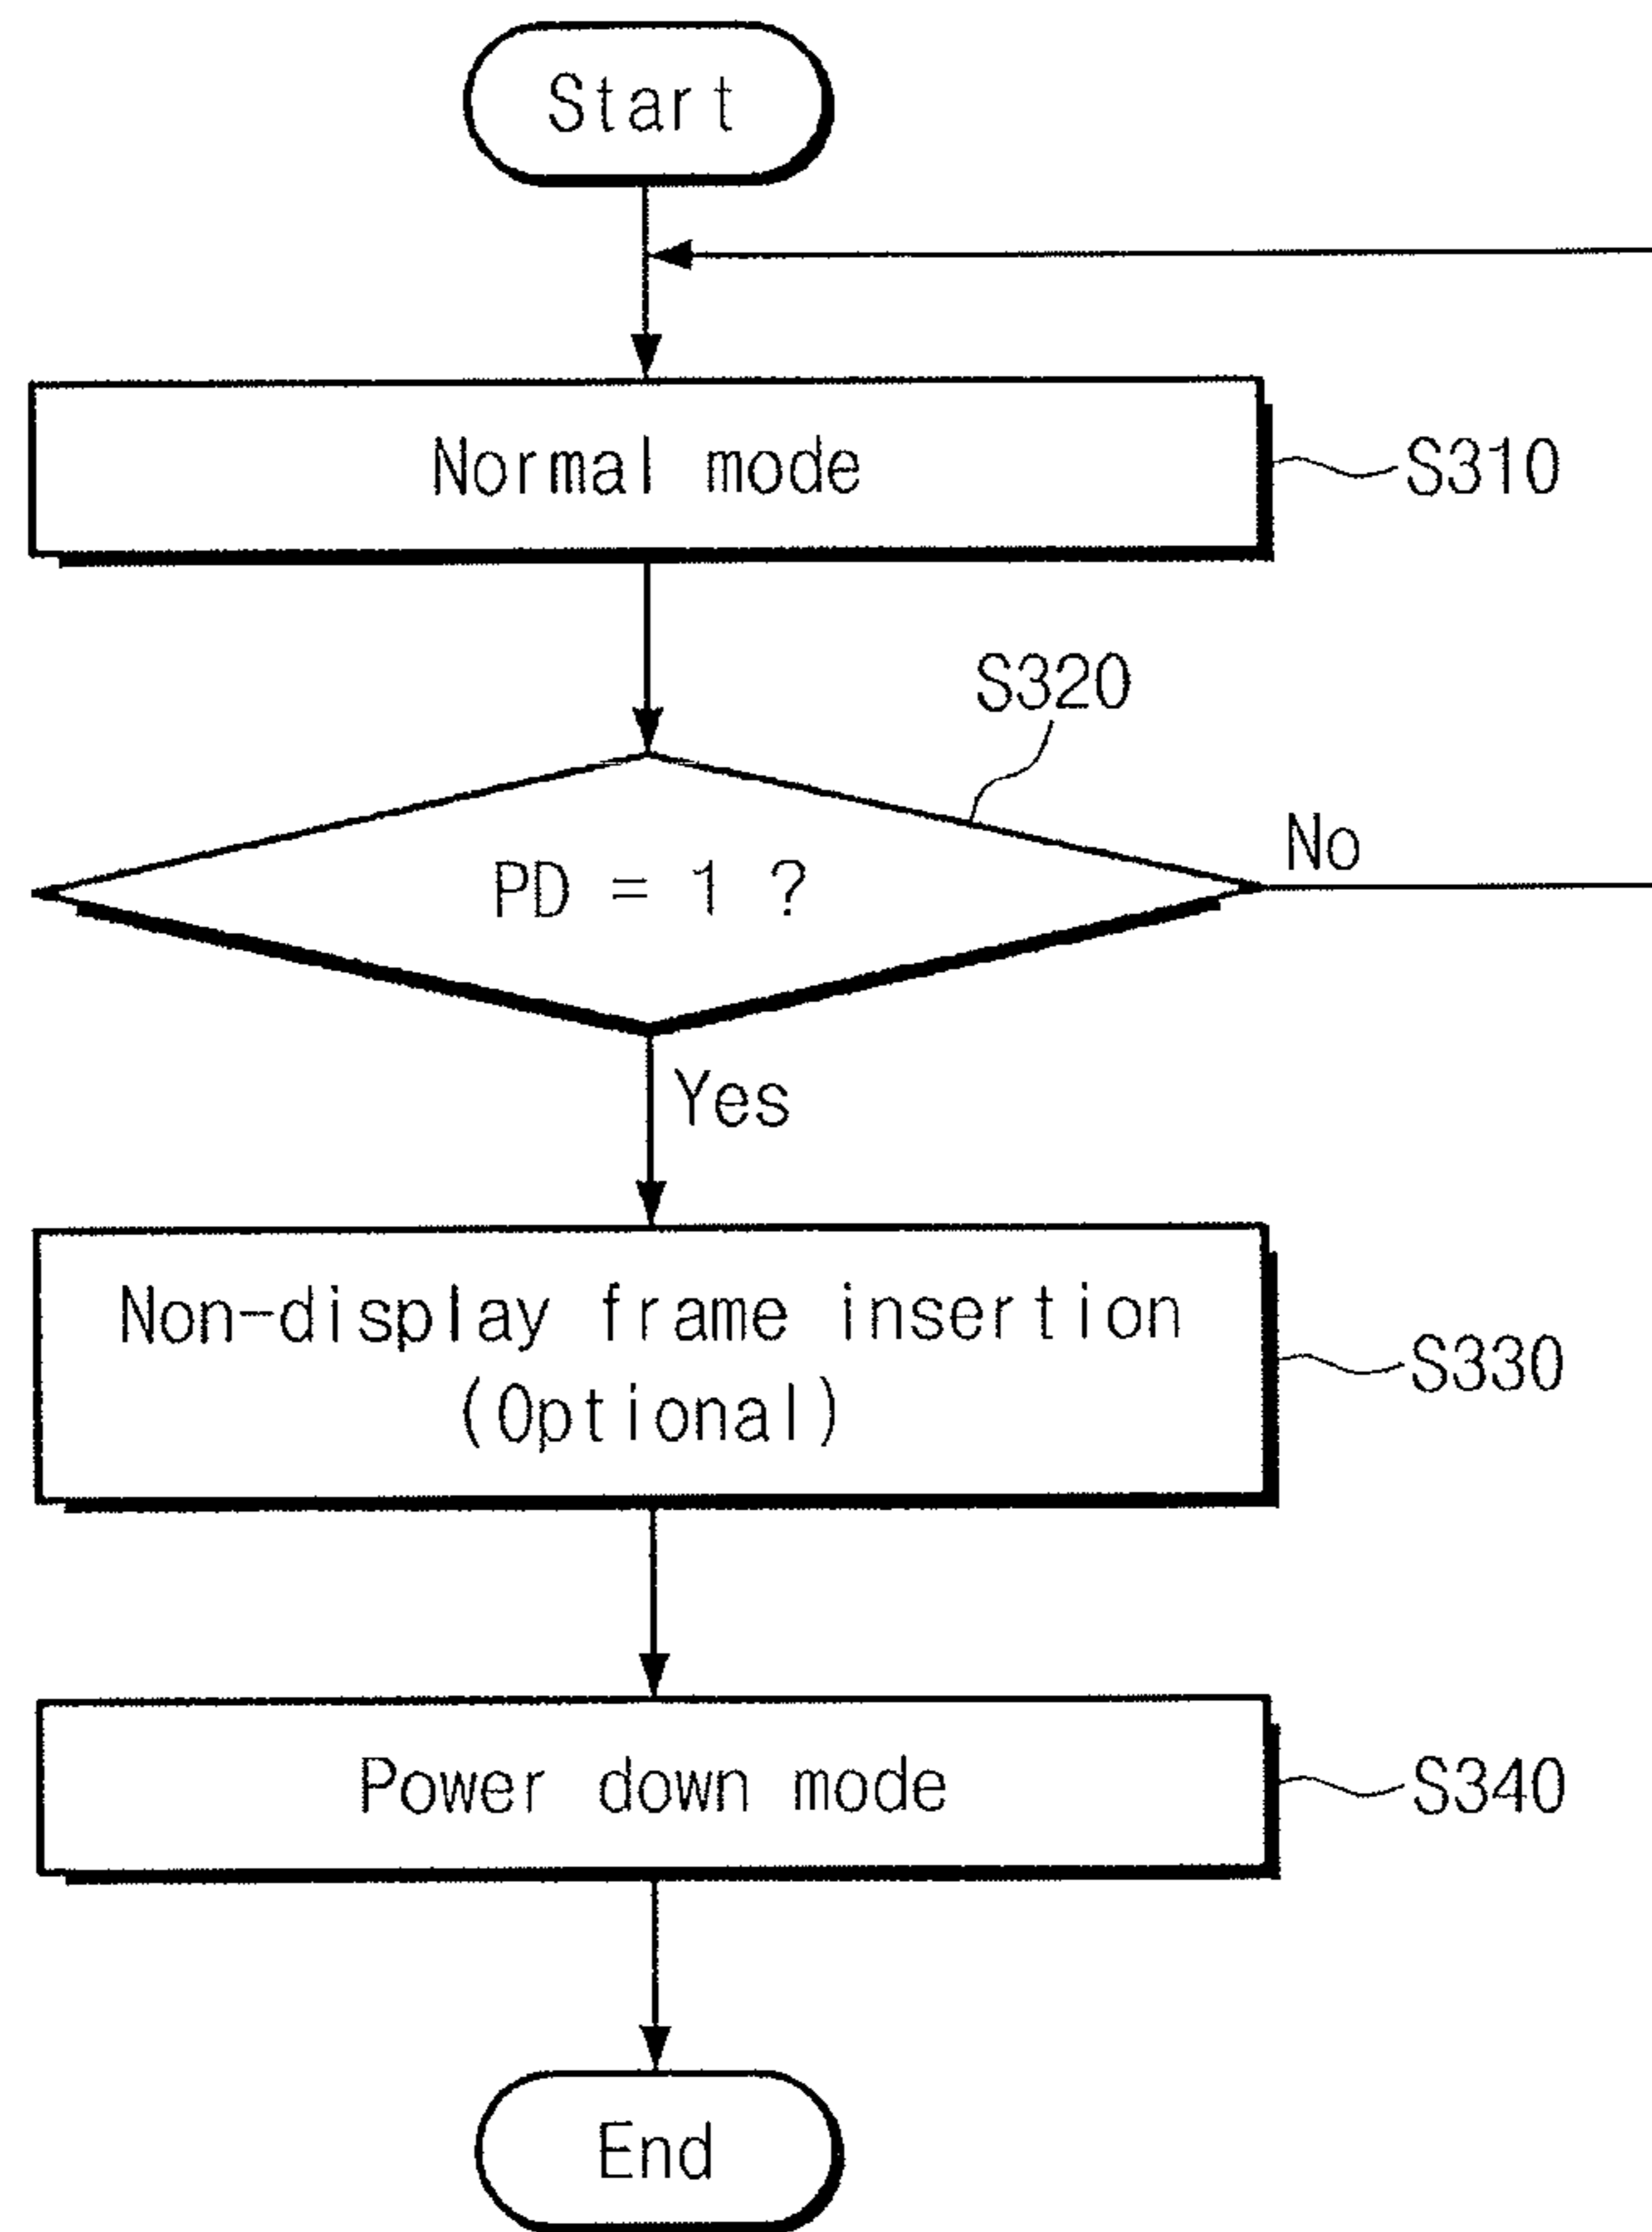 Start
Normal mode
S310
S320
PD = 1 ?
No
Yes
Non-display frame insertion
(Optional)
S330
Power down mode
S340
End